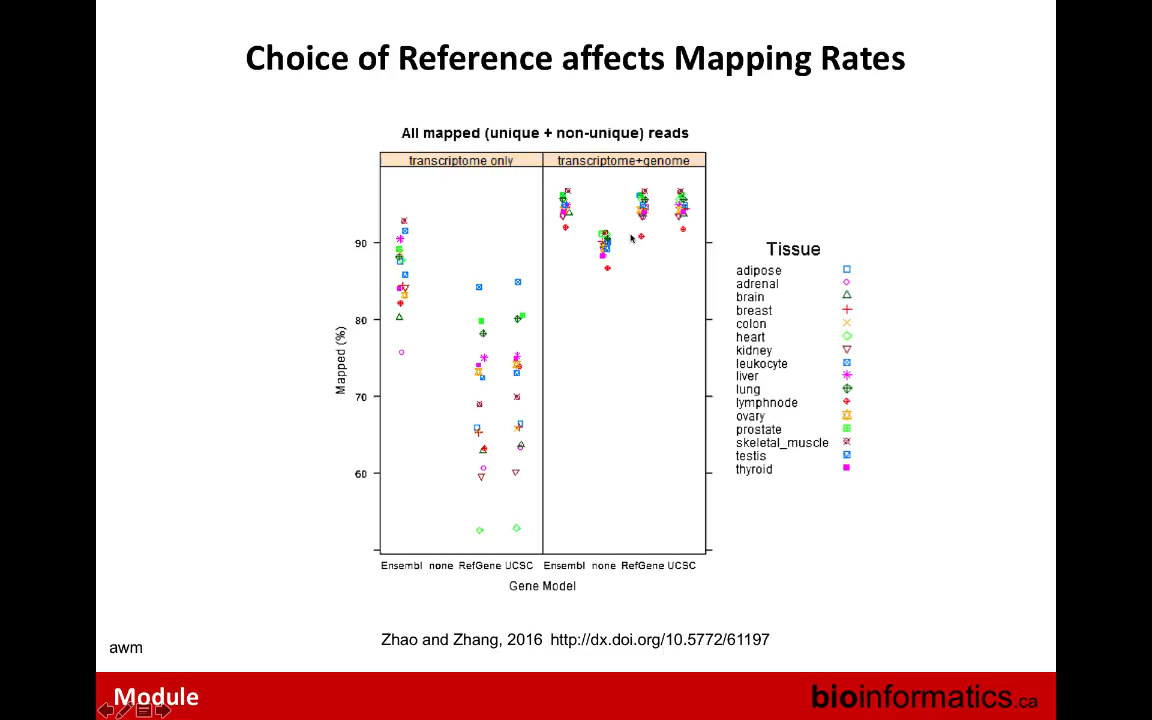 Choice of Reference affects Mapping Rates
All mapped (unique + non-unique) reads
transcriptome only transcriptome+genome
90
80
70
60
Mapped (%)
Ensembl none RefGene UCSC Ensembl none RefGene UCSC
Gene Model
Tissue
adipose
adrenal
brain
breast
colon
heart
kidney
leukocyte
liver
lung
lymphnode
ovary
prostate
skeletal_muscle
testis
thyroid
Zhao and Zhang, 2016 http://dx.doi.org/10.5772/61197
awm
Module
bioinformatics.ca